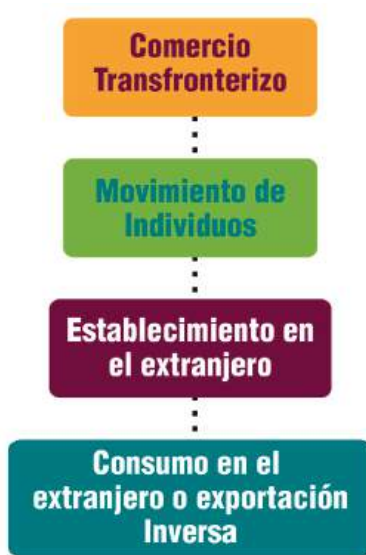 Comercio
Transfronterizo
Movimiento de
Individuos
Establecimiento en
el extranjero
Consumo en el
extranjero o exportación
Inversa